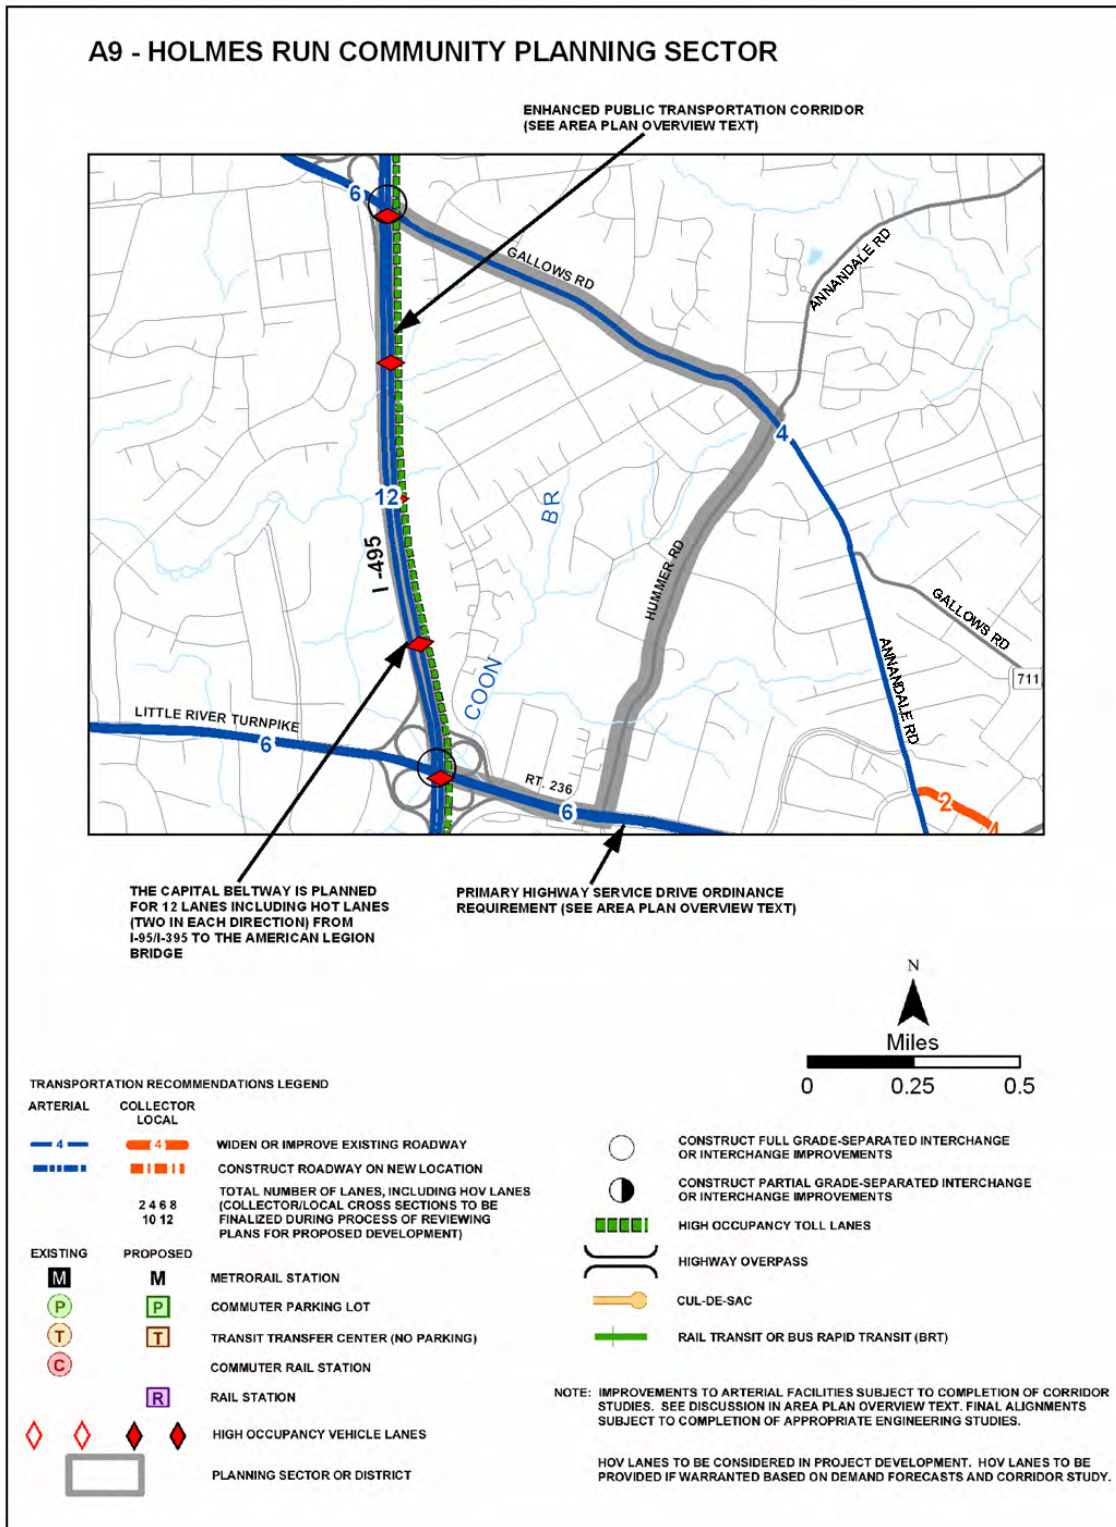 A9 - HOLMES RUN COMMUNITY PLANNING SECTOR
ENHANCED PUBLIC TRANSPORTATION CORRIDOR
(SEE AREA PLAN OVERVIEW TEXT)
6
GALLOWS RD
ANNANDALE RD
4
12
BR
I -495
HUMMER RD
GALLOWS RD
711
ANNANDALE RD
COON
LITTLE RIVER TURNPIKE
6
RT. 236
6
2
4
THE CAPITAL BELTWAY IS PLANNED
FOR 12 LANES INCLUDING HOT LANES
(TWO IN EACH DIRECTION) FROM
I-95/I-395 TO THE AMERICAN LEGION
BRIDGE
PRIMARY HIGHWAY SERVICE DRIVE ORDINANCE
REQUIREMENT (SEE AREA PLAN OVERVIEW TEXT)
N
Miles
0 0.25 0.5
TRANSPORTATION RECOMMENDATIONS LEGEND
ARTERIAL COLLECTOR
LOCAL
4 4 WIDEN OR IMPROVE EXISTING ROADWAY
CONSTRUCT ROADWAY ON NEW LOCATION
2 4 6 8
10 12
TOTAL NUMBER OF LANES, INCLUDING HOV LANES
(COLLECTOR/LOCAL CROSS SECTIONS TO BE
FINALIZED DURING PROCESS OF REVIEWING
PLANS FOR PROPOSED DEVELOPMENT)
EXISTING PROPOSED
M M METRORAIL STATION
P P COMMUTER PARKING LOT
T T TRANSIT TRANSFER CENTER (NO PARKING)
C COMMUTER RAIL STATION
R RAIL STATION
HIGH OCCUPANCY VEHICLE LANES
PLANNING SECTOR OR DISTRICT
CONSTRUCT FULL GRADE-SEPARATED INTERCHANGE
OR INTERCHANGE IMPROVEMENTS
CONSTRUCT PARTIAL GRADE-SEPARATED INTERCHANGE
OR INTERCHANGE IMPROVEMENTS
HIGH OCCUPANCY TOLL LANES
HIGHWAY OVERPASS
CUL-DE-SAC
RAIL TRANSIT OR BUS RAPID TRANSIT (BRT)
NOTE: IMPROVEMENTS TO ARTERIAL FACILITIES SUBJECT TO COMPLETION OF CORRIDOR
STUDIES. SEE DISCUSSION IN AREA PLAN OVERVIEW TEXT. FINAL ALIGNMENTS
SUBJECT TO COMPLETION OF APPROPRIATE ENGINEERING STUDIES.
HOV LANES TO BE CONSIDERED IN PROJECT DEVELOPMENT. HOV LANES TO BE
PROVIDED IF WARRANTED BASED ON DEMAND FORECASTS AND CORRIDOR STUDY.